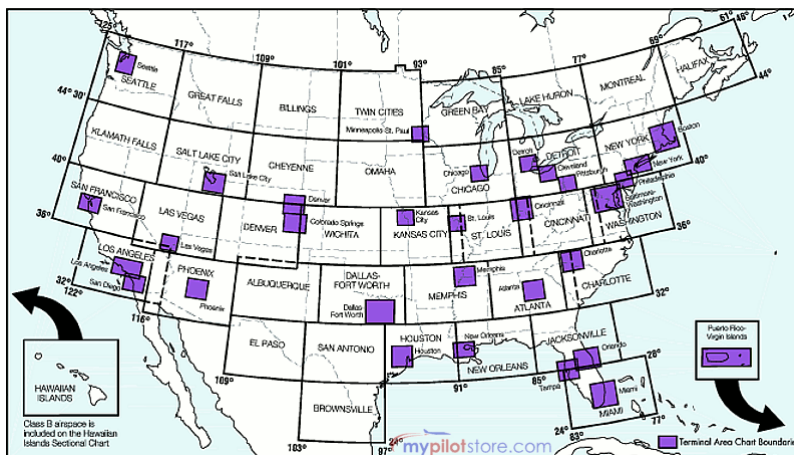 125°
117°
109°
101°
93°
85°
77°
69°
61°
48°
44°
Seattle
SEATTLE
GREAT FALLS
BILLINGS
TWIN CITIES
GREEN BAY
LAKE HURON
MONTREAL
HALIFAX
44° 30'
Minneapolis-St. Paul
KLAMATH FALLS
SALT LAKE CITY
Salt Lake City
CHEYENNE
OMAHA
Chicago
CHICAGO
Detroit
DETROIT
Cleveland
Pittsburgh
NEW YORK
Boston
New York
Philadelphia
40°
40°
SAN FRANCISCO
San Francisco
LAS VEGAS
Las Vegas
Denver
DENVER
Colorado Springs
WICHITA
Kansas
City
KANSAS CITY
St. Louis
ST. LOUIS
Cincinnati
CINCINNATI
Baltimore-
Washington
WASHINGTON
36°
36°
LOS ANGELES
Los Angeles
San Diego
PHOENIX
Phoenix
ALBUQUERQUE
DALLAS-
FORT WORTH
Dallas-
Fort Worth
Memphis
MEMPHIS
Atlanta
ATLANTA
Charlotte
CHARLOTTE
32°
122°
116°
32°
EL PASO
SAN ANTONIO
HOUSTON
Houston
New Orleans
NEW ORLEANS
JACKSONVILLE
Orlando
Tampa
Miami
MIAMI
28°
109°
91°
85°
BROWNSVILLE
103°
97°
24°
24°
83°
77°
HAWAIIAN
ISLANDS
Class B airspace
is included on the Hawaiian
Islands Sectional Chart
Puerto Rico-
Virgin Islands
mypilotstore.com
Terminal Area Chart Boundarie